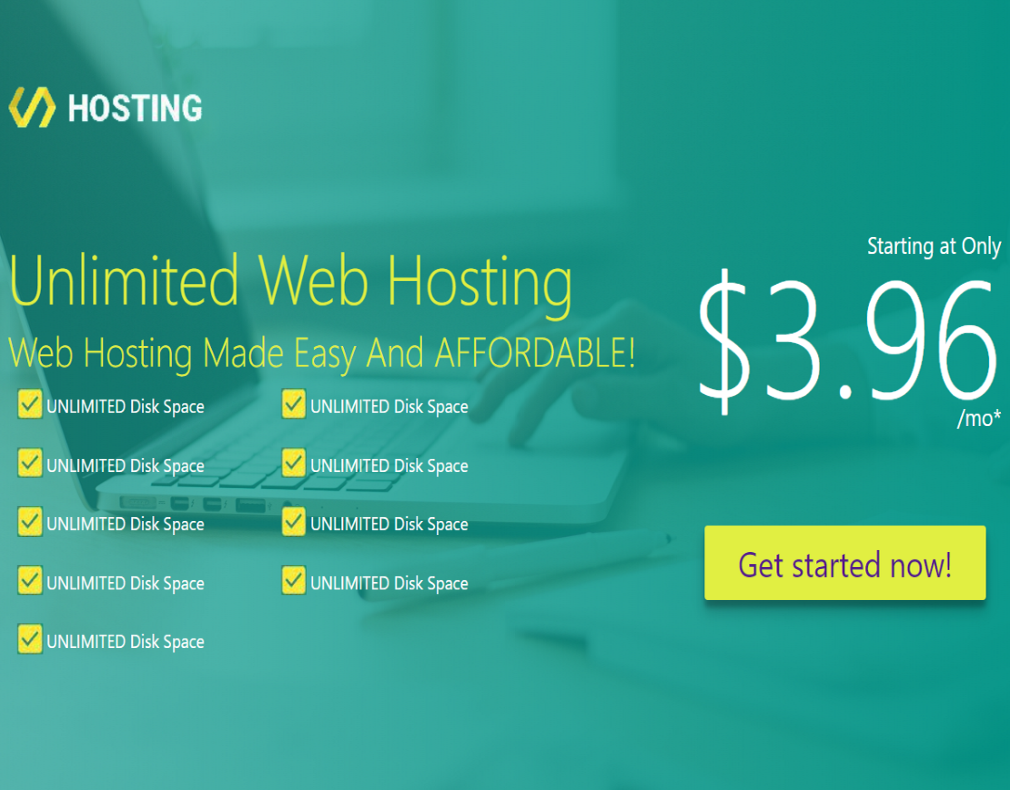 HOSTING
Unlimited Web Hosting
Web Hosting Made Easy And AFFORDABLE!
UNLIMITED Disk Space
UNLIMITED Disk Space
UNLIMITED Disk Space
UNLIMITED Disk Space
UNLIMITED Disk Space
UNLIMITED Disk Space
UNLIMITED Disk Space
UNLIMITED Disk Space
UNLIMITED Disk Space
Starting at Only
$3.96
/mo*
Get started now!